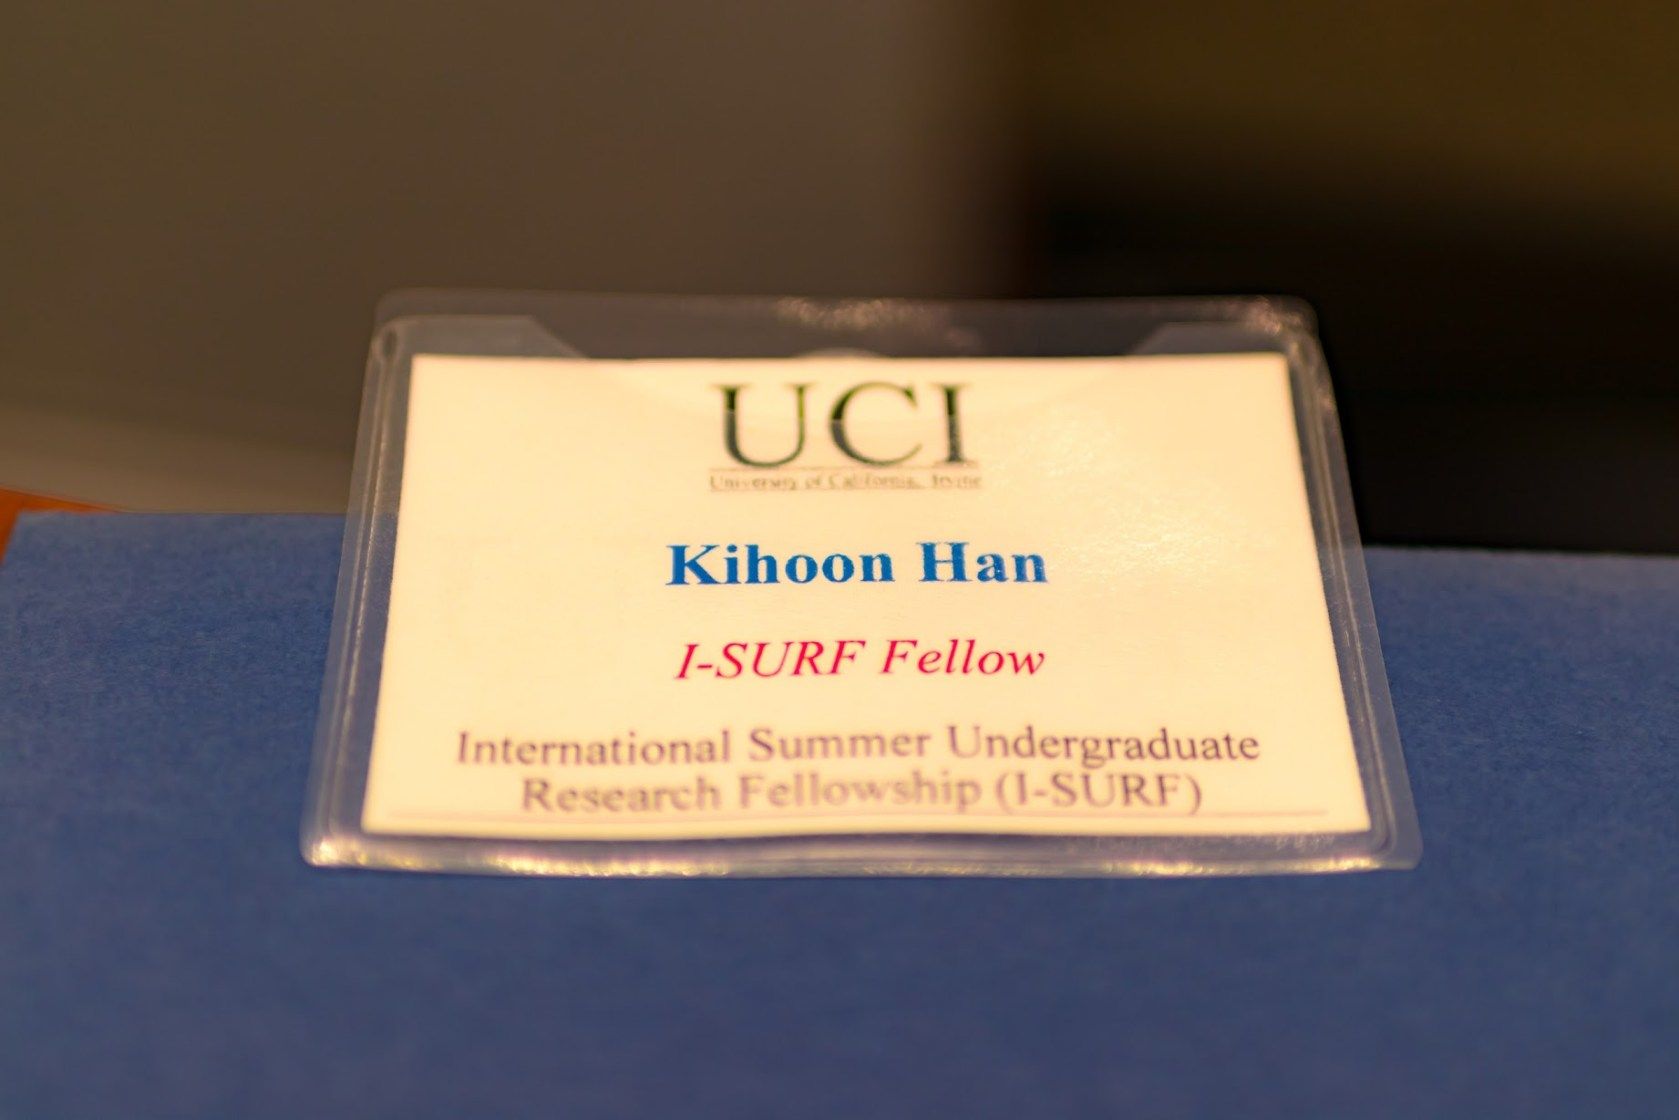 UCI
University of California, Irvine
Kihoon Han
I-SURF Fellow
International Summer Undergraduate
Research Fellowship (I-SURF)